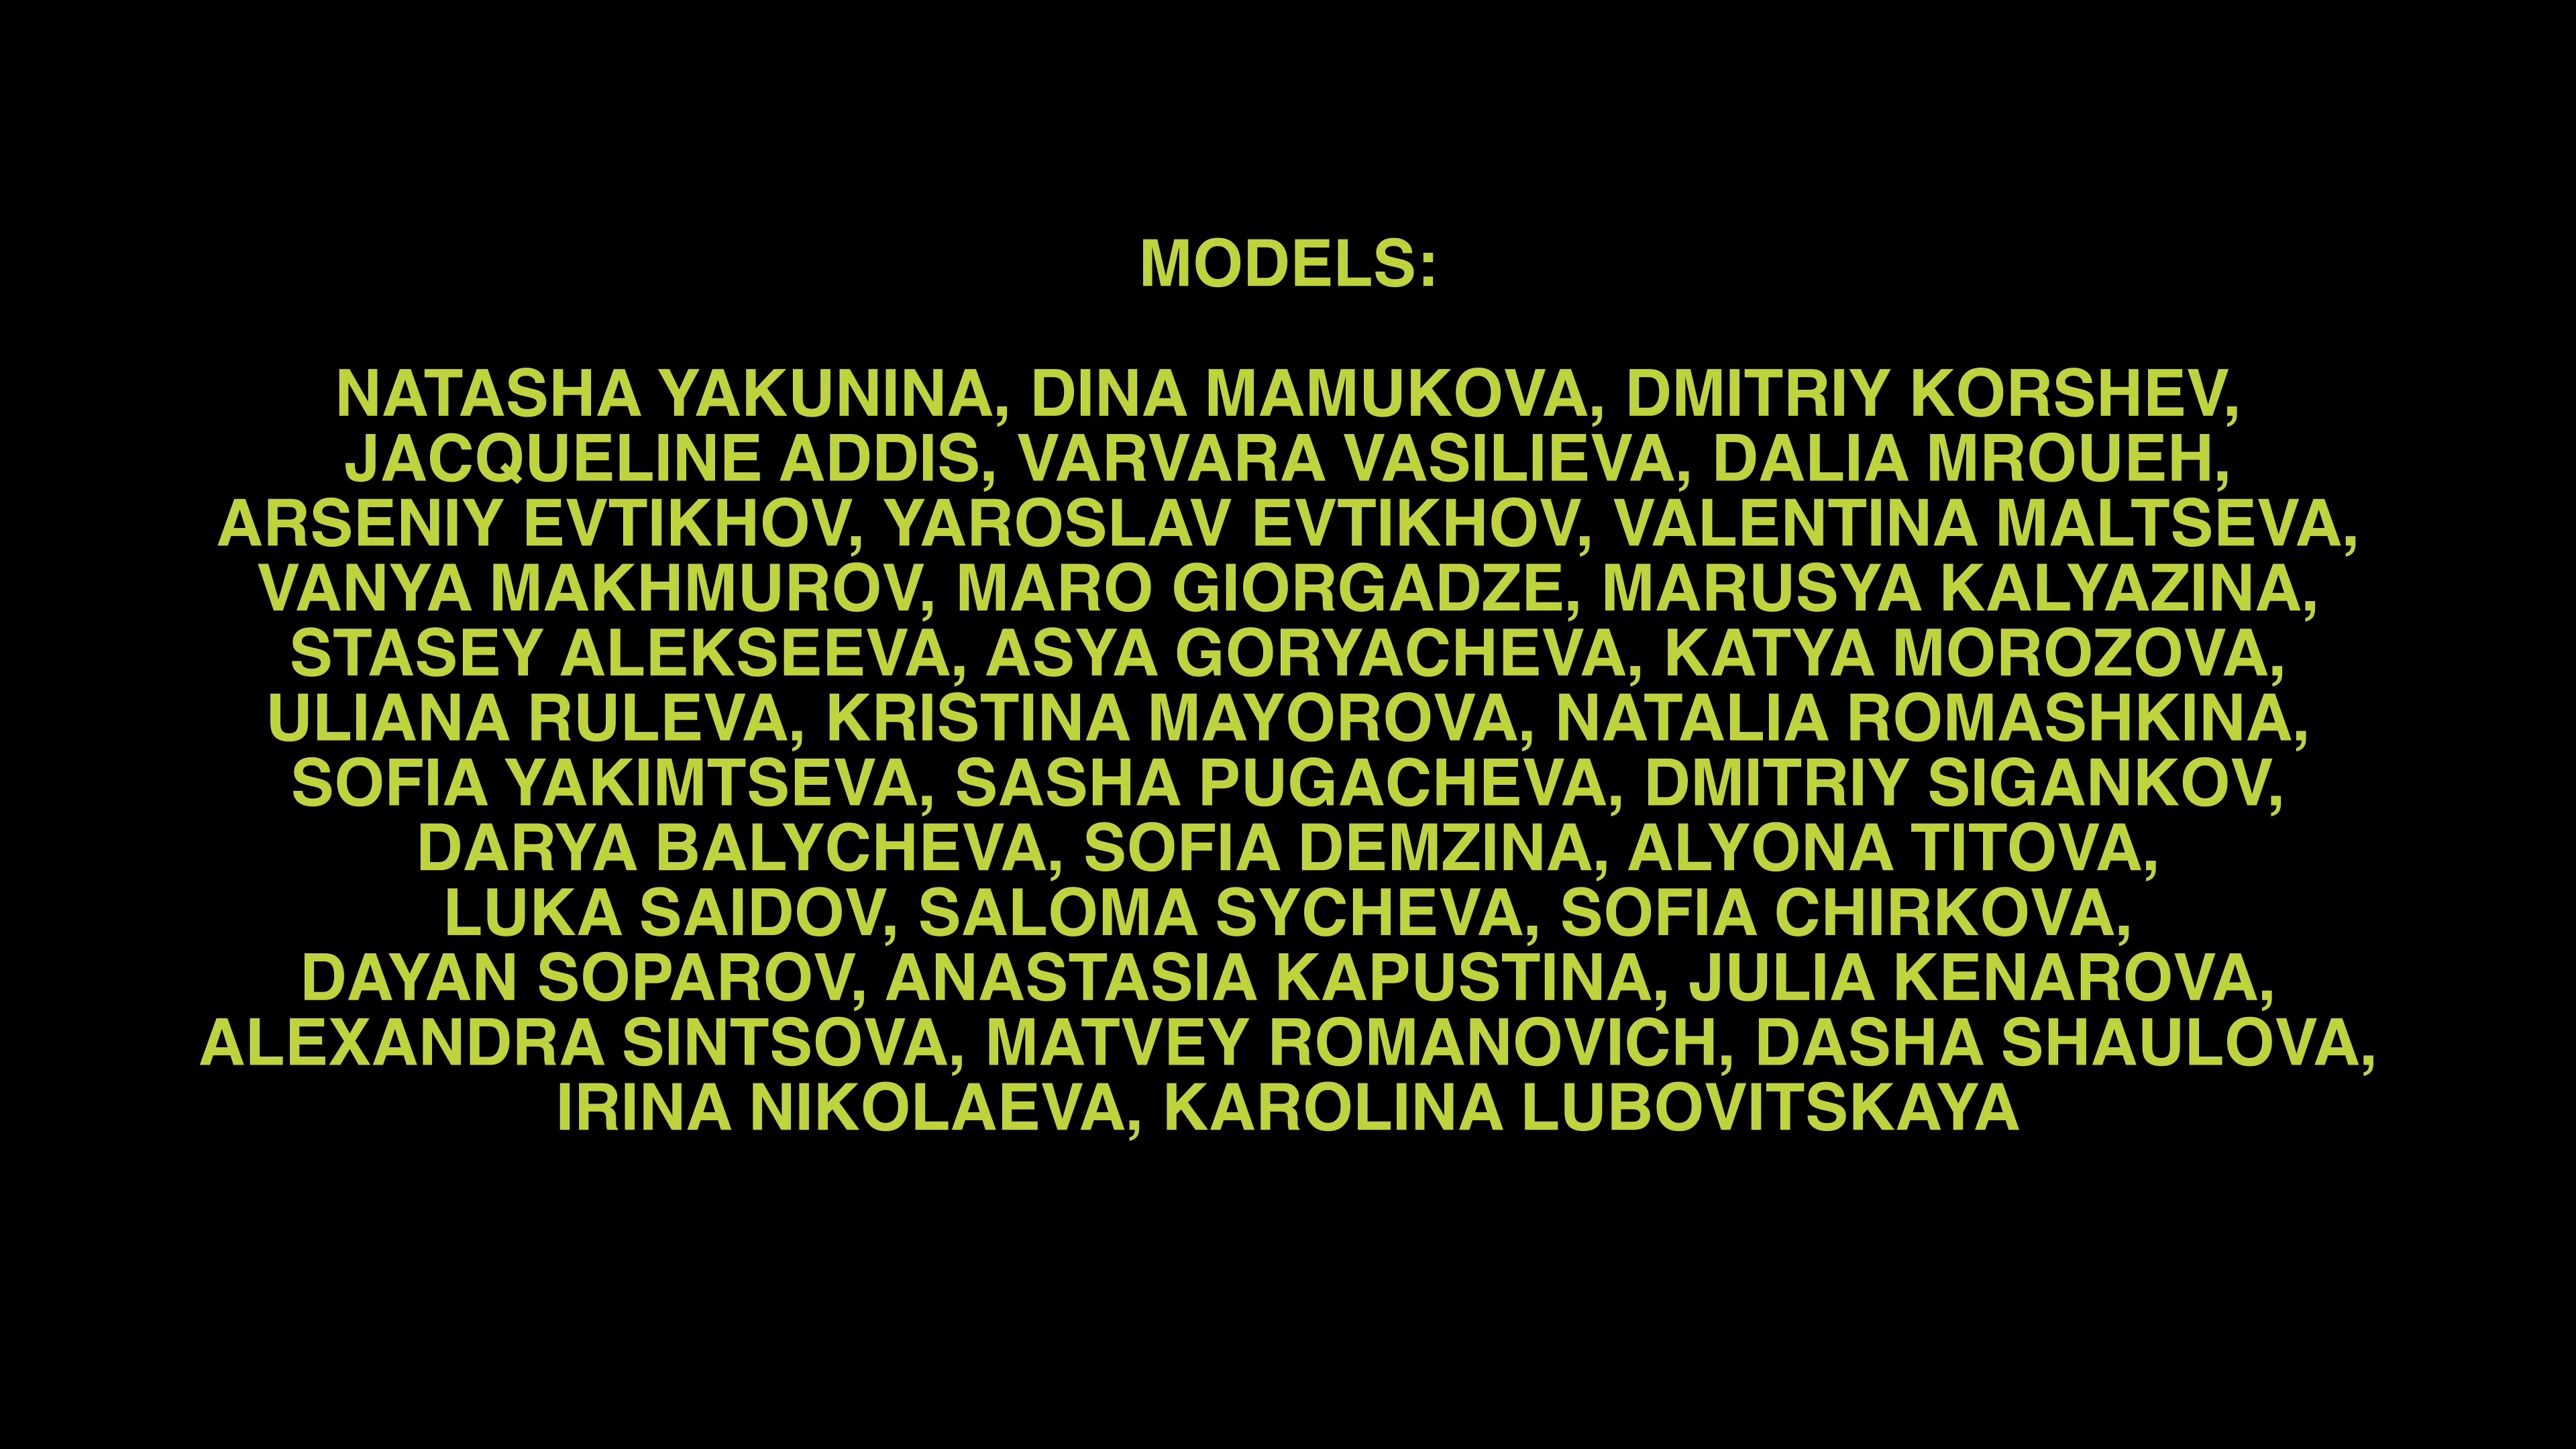 MODELS:
NATASHA YAKUNINA, DINA MAMUKOVA, DMITRIY KORSHEV,
JACQUELINE ADDIS, VARVARA VASILIEVA, DALIA MROUEH,
ARSENIY EVTIKHOV, YAROSLAV EVTIKHOV, VALENTINA MALTSEVA,
VANYA MAKHMUROV, MARO GIORGADZE, MARUSYA KALYAZINA,
STASEY ALEKSEEVA, ASYA GORYACHEVA, KATYA MOROZOVA,
ULIANA RULEVA, KRISTINA MAYOROVA, NATALIA ROMASHKINA,
SOFIA YAKIMTSEVA, SASHA PUGACHEVA, DMITRIY SIGANKOV,
DARYA BALYCHEVA, SOFIA DEMZINA, ALYONA TITOVA,
LUKA SAIDOV, SALOMA SYCHEVA, SOFIA CHIRKOVA,
DAYAN SOPAROV, ANASTASIA KAPUSTINA, JULIA KENAROVA,
ALEXANDRA SINTSOVA, MATVEY ROMANOVICH, DASHA SHAULOVA,
IRINA NIKOLAEVA, KAROLINA LUBOVITSKAYA